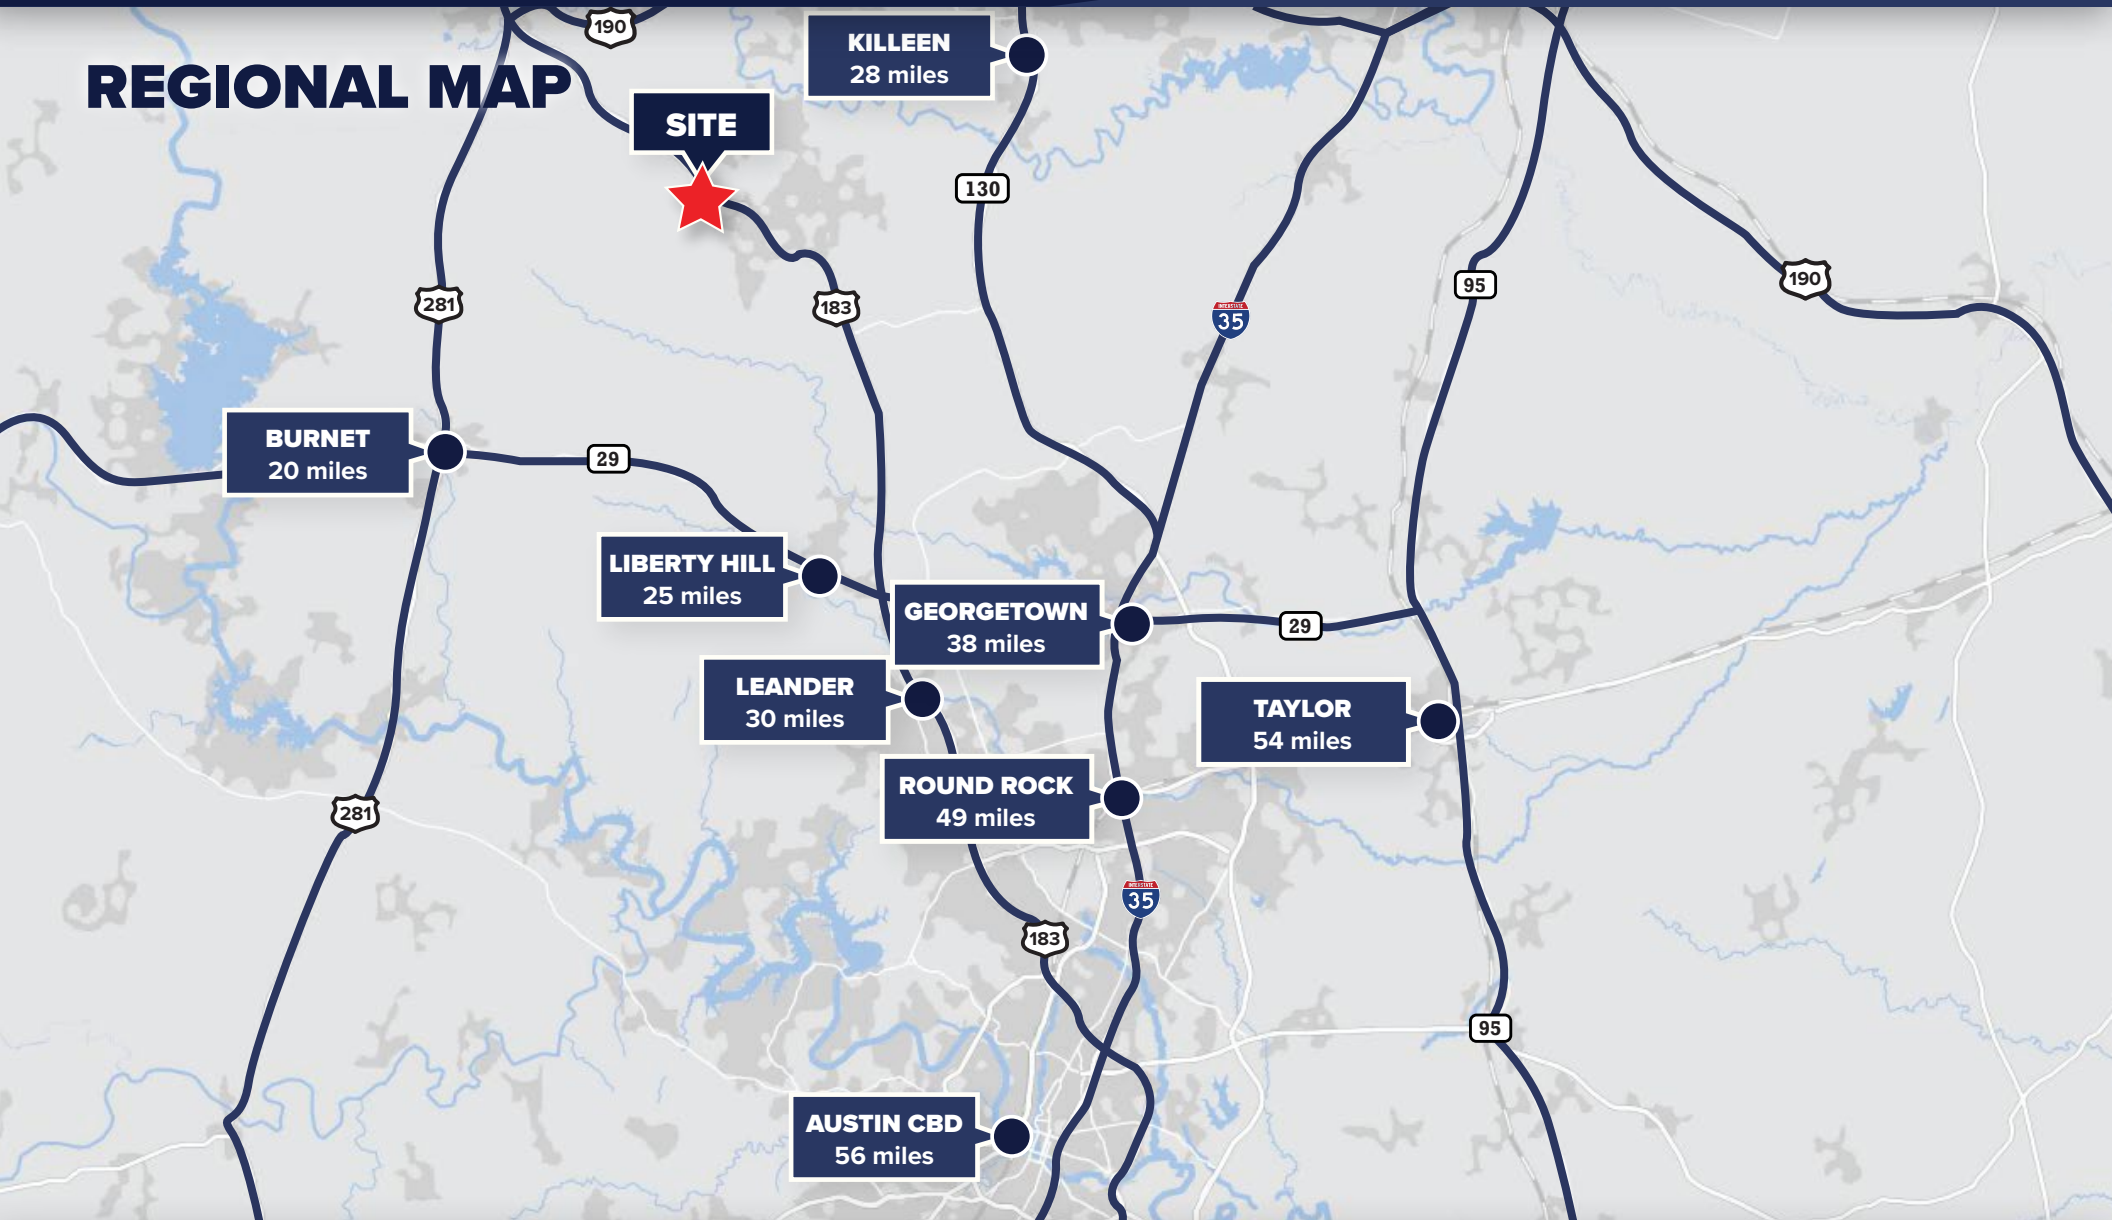 190
KILLEEN
28 miles
REGIONAL MAP
SITE
130
281
183
INTERSTATE
35
95
190
BURNET
20 miles
29
LIBERTY HILL
25 miles
GEORGETOWN
38 miles
29
LEANDER
30 miles
TAYLOR
54 miles
ROUND ROCK
49 miles
281
INTERSTATE
35
183
95
AUSTIN CBD
56 miles